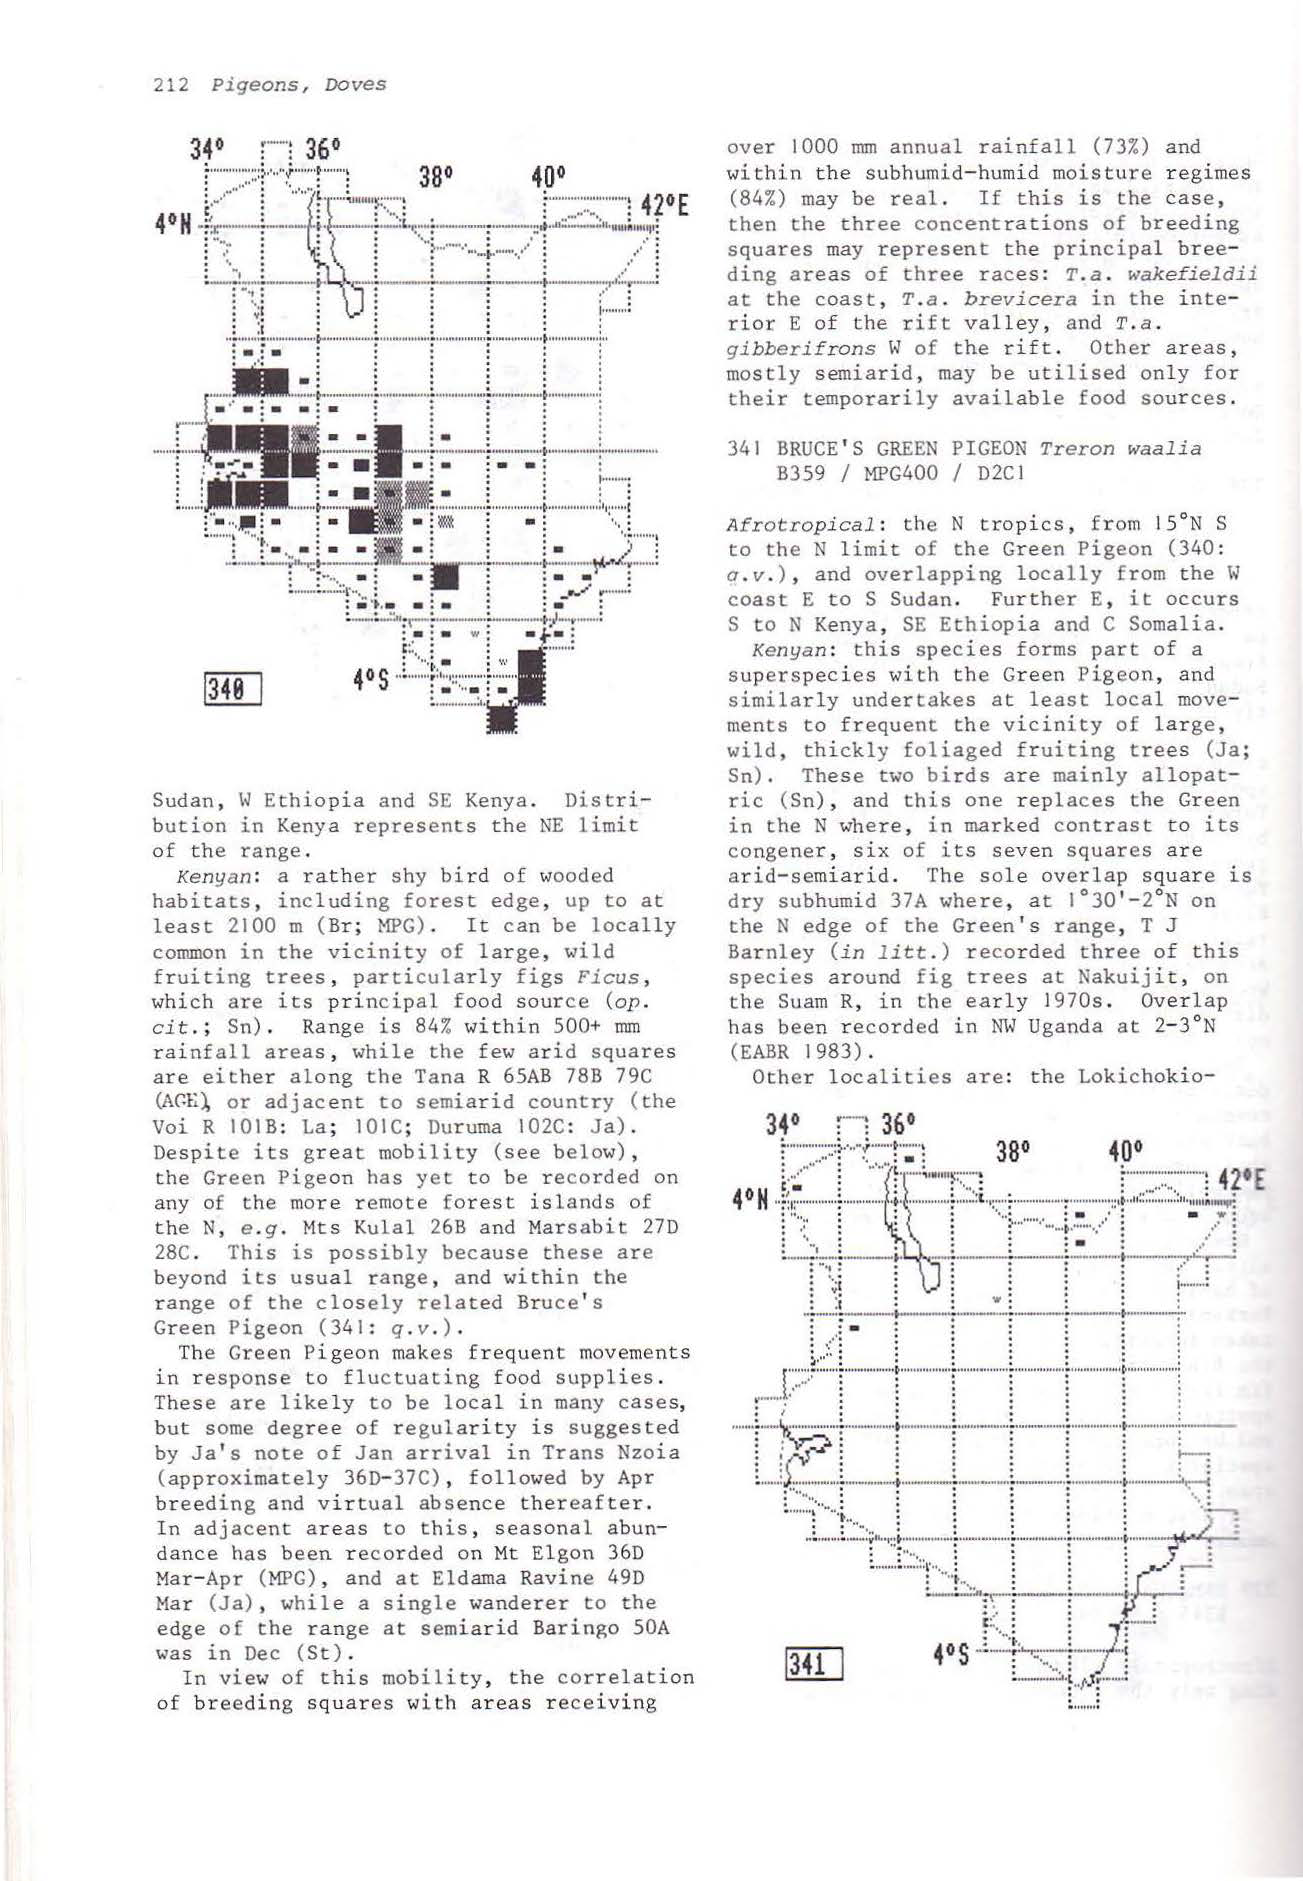 212 Pigeons, Doves
34° 36°
38° 40°
42°E
4°N
w
w
4°S
340
Sudan, W Ethiopia and SE Kenya. Distri-
bution in Kenya represents the NE limit
of the range.
Kenyan: a rather shy bird of wooded
habitats, including forest edge, up to at
least 2100 m (Br; MPG). It can be locally
common in the vicinity of large, wild
fruiting trees, particularly figs Ficus,
which are its principal food source (op.
cit.; Sn). Range is 84% within 500+ mm
rainfall areas, while the few arid squares
are either along the Tana R 65AB 78B 79C
(AGE), or adjacent to semiarid country (the
Voi R 101B: La; 101C; Duruma 102C: Ja).
Despite its great mobility (see below),
the Green Pigeon has yet to be recorded on
any of the more remote forest islands of
the N, e.g. Mts Kulal 26B and Marsabit 27D
28C. This is possibly because these are
beyond its usual range, and within the
range of the closely related Bruce's
Green Pigeon (341: q.v.).
The Green Pigeon makes frequent movements
in response to fluctuating food supplies.
These are likely to be local in many cases,
but some degree of regularity is suggested
by Ja's note of Jan arrival in Trans Nzoia
(approximately 36D-37C), followed by Apr
breeding and virtual absence thereafter.
In adjacent areas to this, seasonal abun-
dance has been recorded on Mt Elgon 36D
Mar-Apr (MPG), and at Eldama Ravine 49D
Mar (Ja), while a single wanderer to the
edge of the range at semiarid Baringo 50A
was in Dec (St).
In view of this mobility, the correlation
of breeding squares with areas receiving
over 1000 mm annual rainfall (73%) and
within the subhumid-humid moisture regimes
(84%) may be real. If this is the case,
then the three concentrations of breeding
squares may represent the principal bree-
ding areas of three races: T.a. wakefieldii
at the coast, T.a. brevicera in the inte-
rior E of the rift valley, and T.a.
gibberifrons W of the rift. Other areas,
mostly semiarid, may be utilised only for
their temporarily available food sources.
341 BRUCE'S GREEN PIGEON Treron waalia
B359 / MPG400 / D2C1
Afrotropical: the N tropics, from 15°N S
to the N limit of the Green Pigeon (340:
q.v.), and overlapping locally from the W
coast E to S Sudan. Further E, it occurs
S to N Kenya, SE Ethiopia and C Somalia.
Kenyan: this species forms part of a
superspecies with the Green Pigeon, and
similarly undertakes at least local move-
ments to frequent the vicinity of large,
wild, thickly foliaged fruiting trees (Ja;
Sn). These two birds are mainly allopat-
ric (Sn), and this one replaces the Green
in the N where, in marked contrast to its
congener, six of its seven squares are
arid-semiarid. The sole overlap square is
dry subhumid 37A where, at 1°30'-2°N on
the N edge of the Green's range, T J
Barnley (in litt.) recorded three of this
species around fig trees at Nakuijit, on
the Suam R, in the early 1970s. Overlap
has been recorded in NW Uganda at 2-3°N
(EABR 1983).
Other localities are: the Lokichokio-
34° 36°
38° 40°
42°E
4°N
w
w
4°S
341